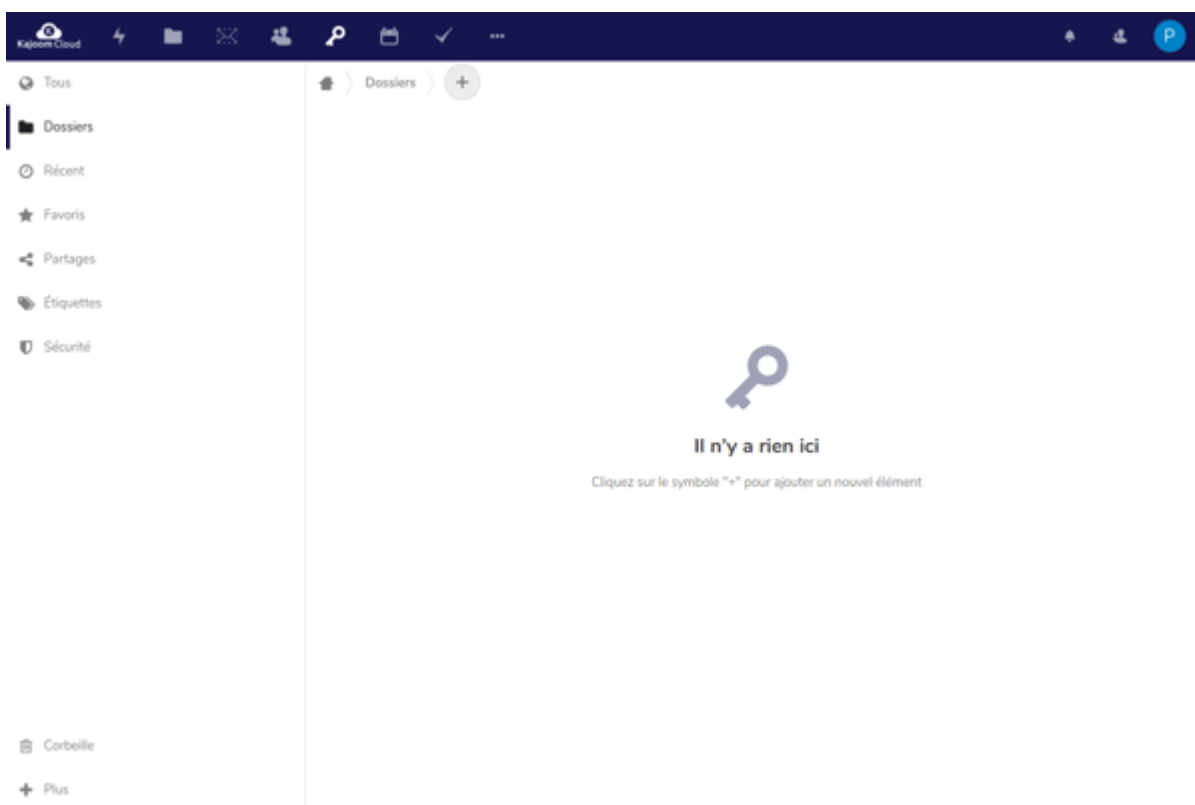 Kajoom Cloud
P
Tous
Dossiers
Dossiers
+
Récent
Favoris
Partages
Étiquettes
Sécurité
Il n'y a rien ici
Cliquez sur le symbole "+" pour ajouter un nouvel élément
Corbeille
Plus